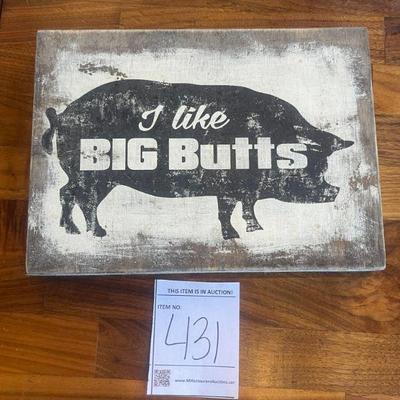 I like
BIG Butts
THIS ITEM IS IN AUCTION!
ITEM NO.
431